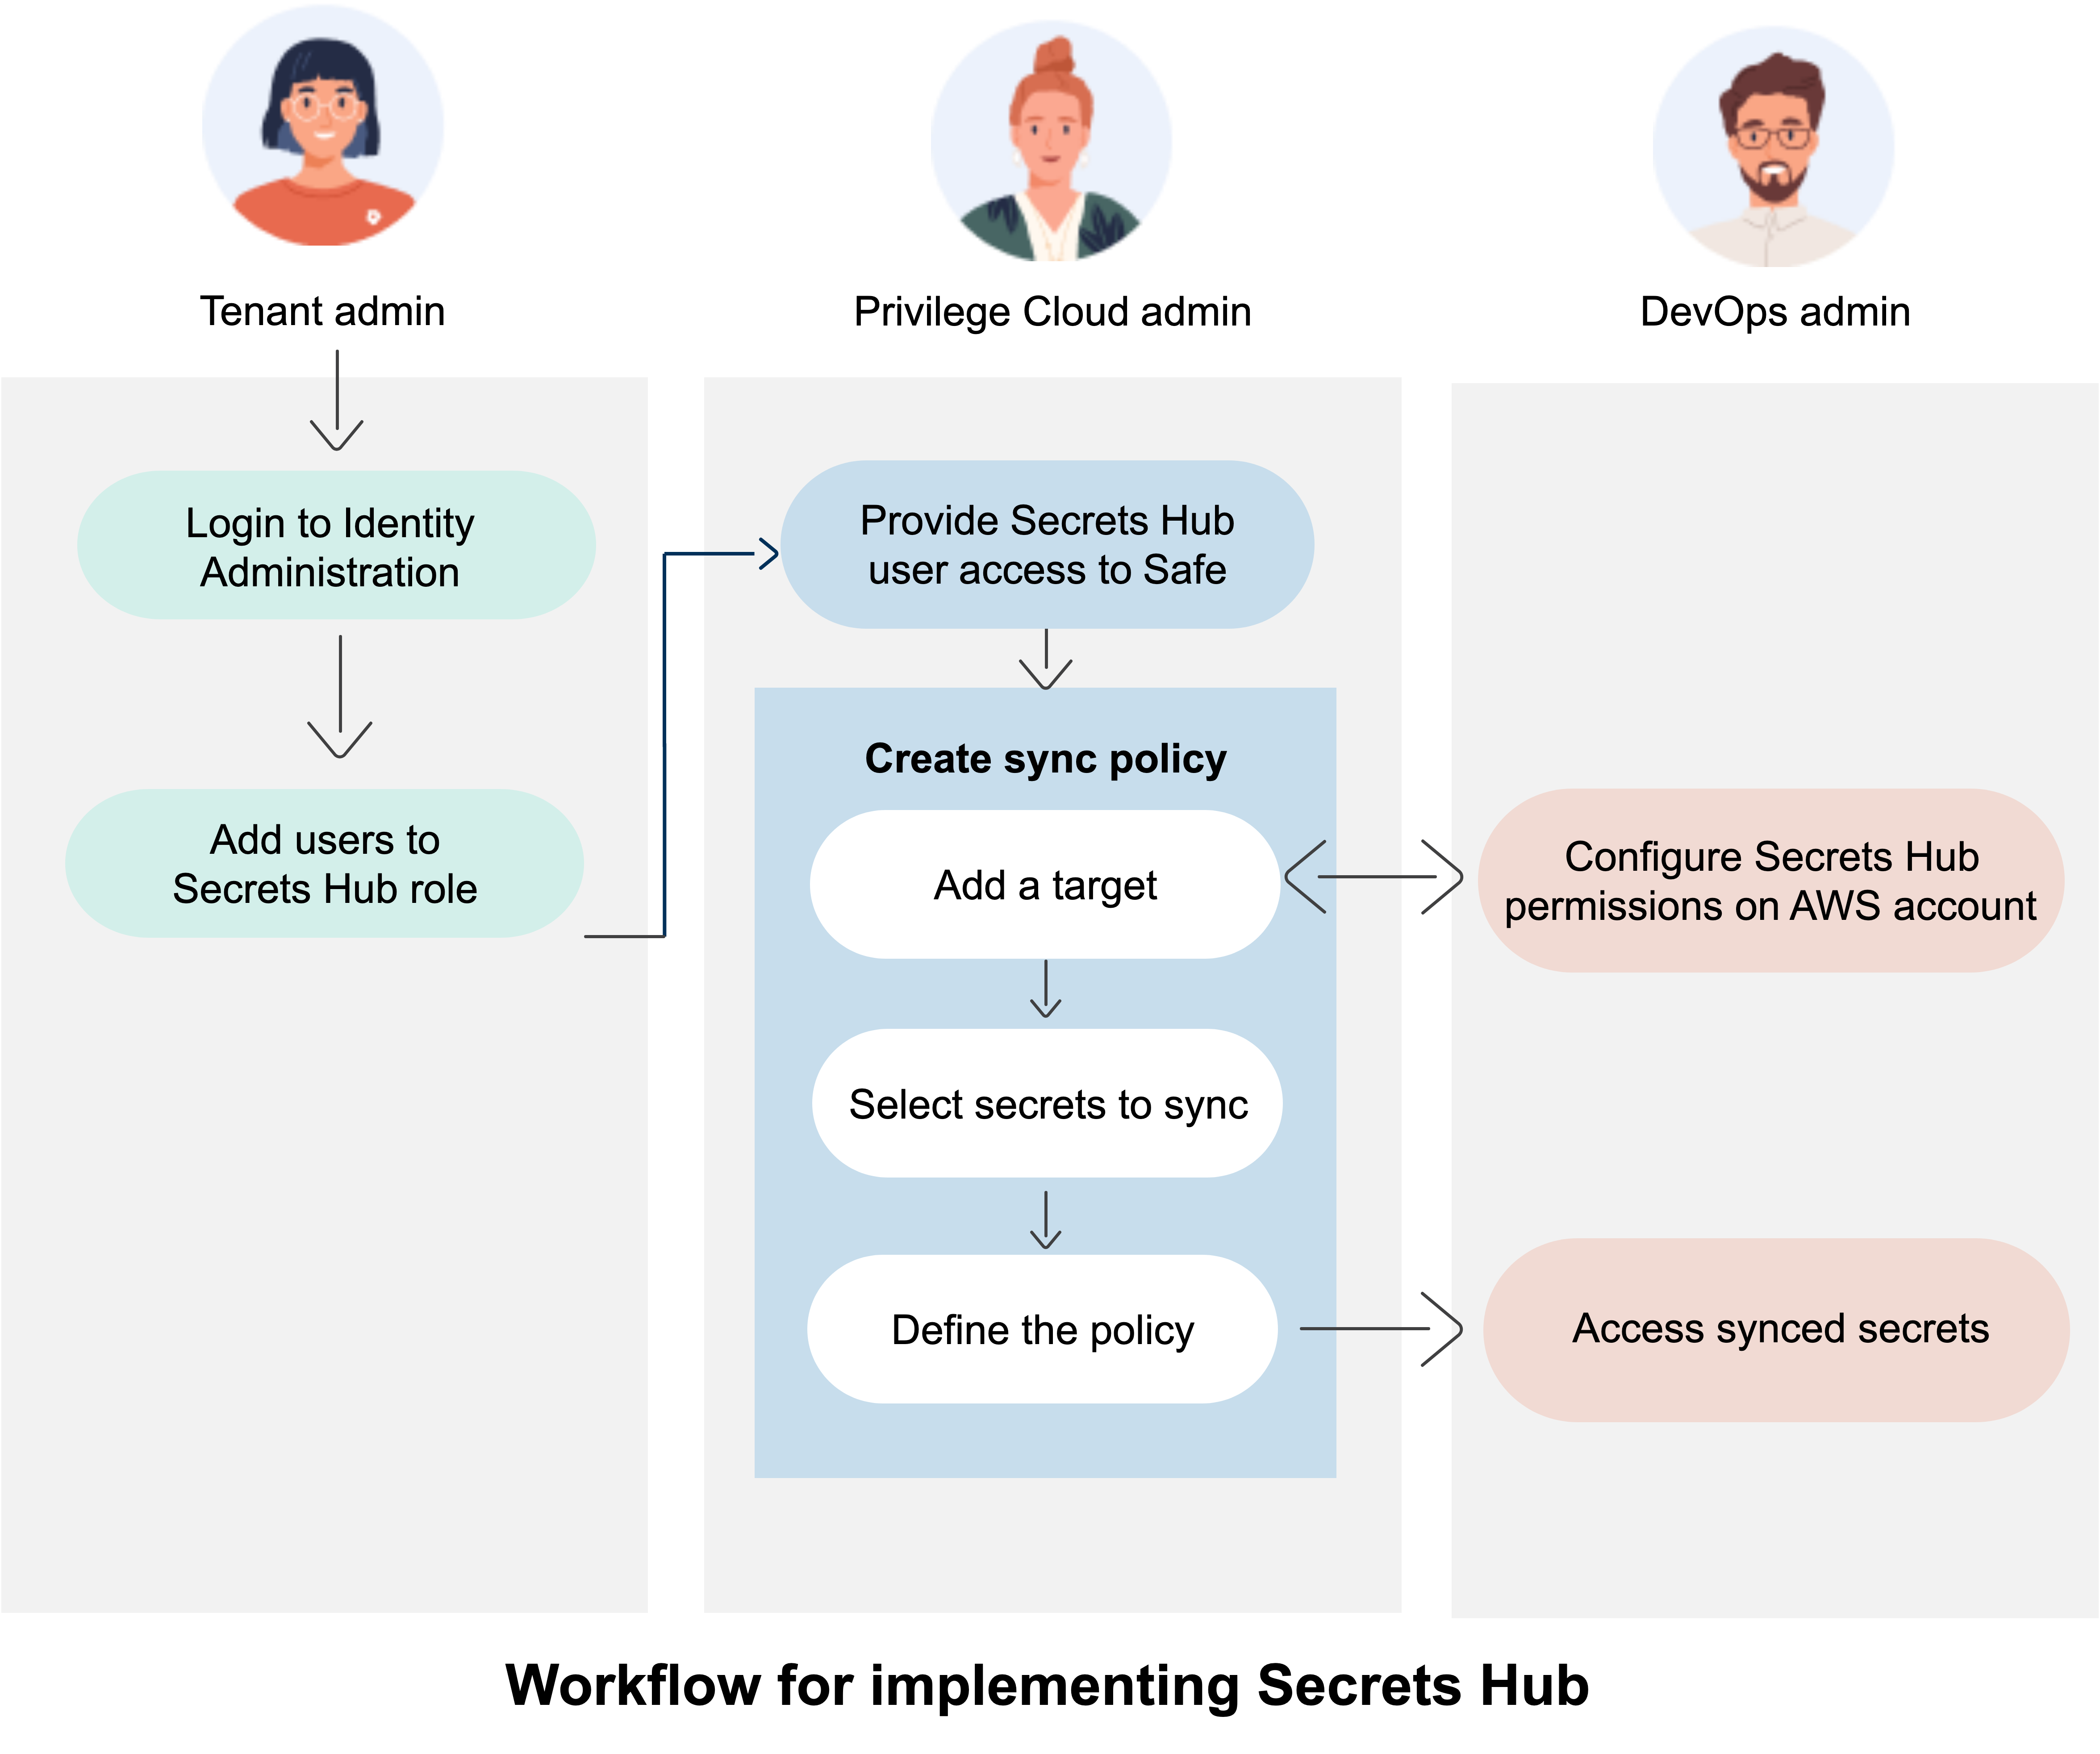 Tenant admin
Privilege Cloud admin
DevOps admin
Login to Identity
Administration
Add users to
Secrets Hub role
Provide Secrets Hub
user access to Safe
Create sync policy
Add a target
Select secrets to sync
Define the policy
Configure Secrets Hub
permissions on AWS account
Access synced secrets
Workflow for implementing Secrets Hub